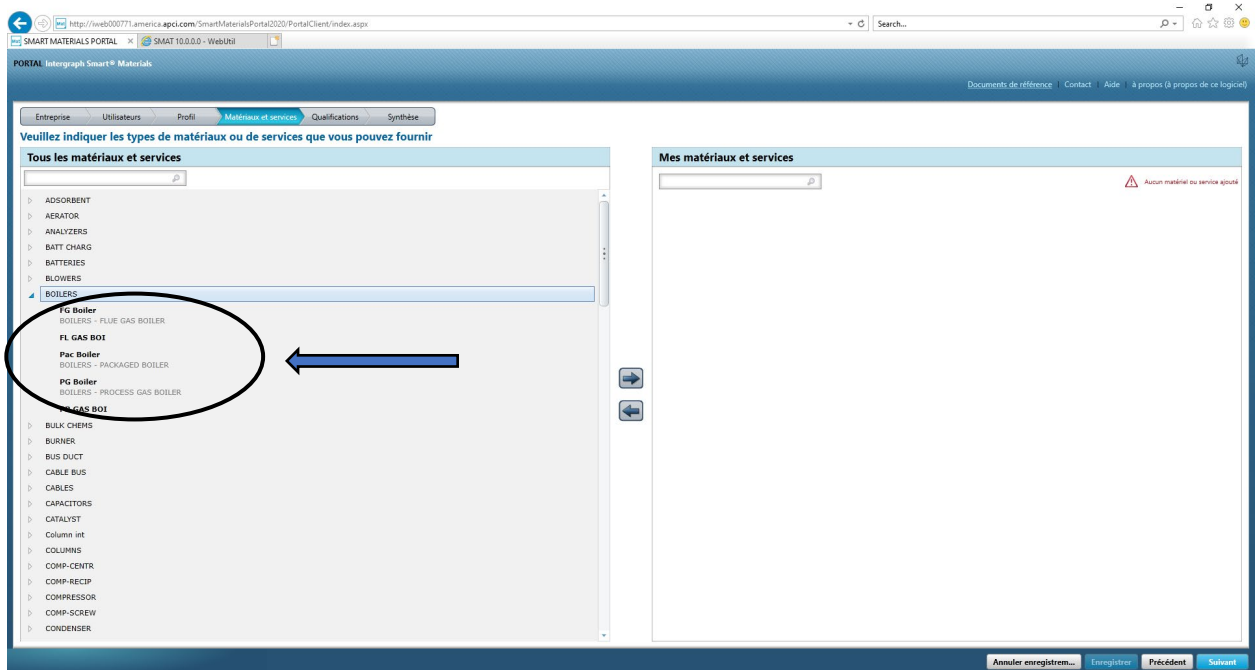 http://iweb000771.america.apci.com/SmartMaterialsPortal2020/PortalClient/index.aspx
Search...
SMART MATERIALS PORTAL
SMAT 10.0.0.0 - WebUtil
PORTAL Intergraph Smart® Materials
Documents de référence | Contact | Aide | à propos (à propos de ce logiciel)
Entreprise
Utilisateurs
Profil
Matériaux et services
Qualifications
Synthèse
Veuillez indiquer les types de matériaux ou de services que vous pouvez fournir
Tous les matériaux et services
Mes matériaux et services
Aucun matériel ou service ajouté
ADSORBENT
AERATOR
ANALYZERS
BATT CHARG
BATTERIES
BLOWERS
BOILERS
FG Boiler
BOILERS - FLUE GAS BOILER
FL GAS BOI
Pac Boiler
BOILERS - PACKAGED BOILER
PG Boiler
BOILERS - PROCESS GAS BOILER
GAS BOI
BULK CHEMS
BURNER
BUS DUCT
CABLE BUS
CABLES
CAPACITORS
CATALYST
Column int
COLUMNS
COMP-CENTR
COMP-RECIP
COMPRESSOR
COMP-SCREW
CONDENSER
Annuler enregistrem...
Enregistrer
Précédent
Suivant